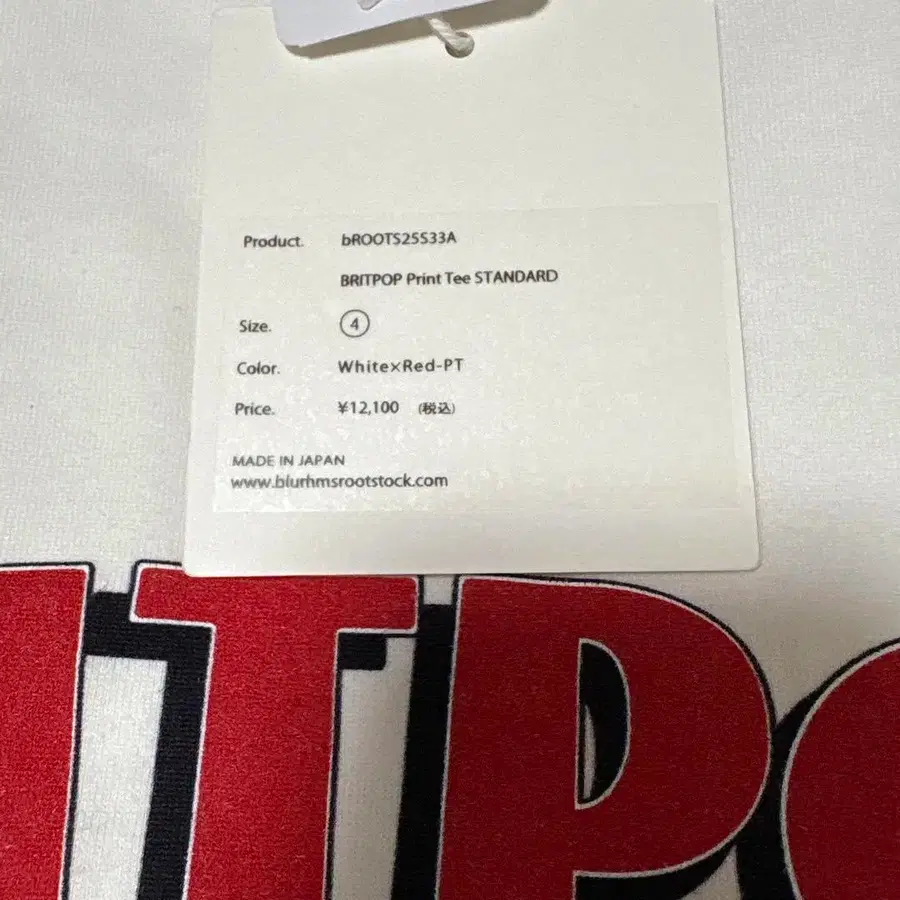 Product. bROOTS25S33A
BRITPOP Print Tee STANDARD
Size. ④
Color. White×Red-PT
Price. ¥12,100 (税込)
MADE IN JAPAN
www.blurhmsrootstock.com
ITPO